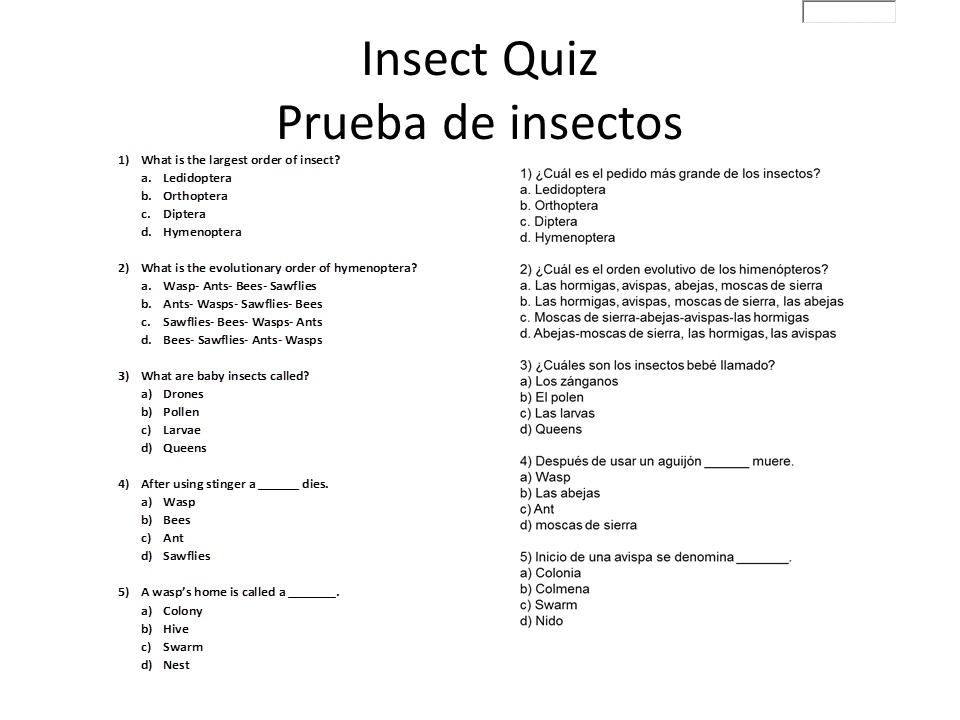 Insect Quiz
Prueba de insectos
1) What is the largest order of insect?
a. Ledidoptera
b. Orthoptera
c. Diptera
d. Hymenoptera
2) What is the evolutionary order of hymenoptera?
a. Wasp- Ants- Bees- Sawflies
b. Ants- Wasps- Sawflies- Bees
c. Sawflies- Bees- Wasps- Ants
d. Bees- Sawflies- Ants- Wasps
3) What are baby insects called?
a) Drones
b) Pollen
c) Larvae
d) Queens
4) After using stinger a ______ dies.
a) Wasp
b) Bees
c) Ant
d) Sawflies
5) A wasp's home is called a _______.
a) Colony
b) Hive
c) Swarm
d) Nest
1) ¿Cuál es el pedido más grande de los insectos?
a. Ledidoptera
b. Orthoptera
c. Diptera
d. Hymenoptera
2) ¿Cuál es el orden evolutivo de los himenópteros?
a. Las hormigas, avispas, abejas, moscas de sierra
b. Las hormigas, avispas, moscas de sierra, las abejas
c. Moscas de sierra-abejas-avispas-las hormigas
d. Abejas-moscas de sierra, las hormigas, las avispas
3) ¿Cuáles son los insectos bebé llamado?
a) Los zánganos
b) El polen
c) Las larvas
d) Queens
4) Después de usar un aguijón ______ muere.
a) Wasp
b) Las abejas
c) Ant
d) moscas de sierra
5) Inicio de una avispa se denomina _______.
a) Colonia
b) Colmena
c) Swarm
d) Nido